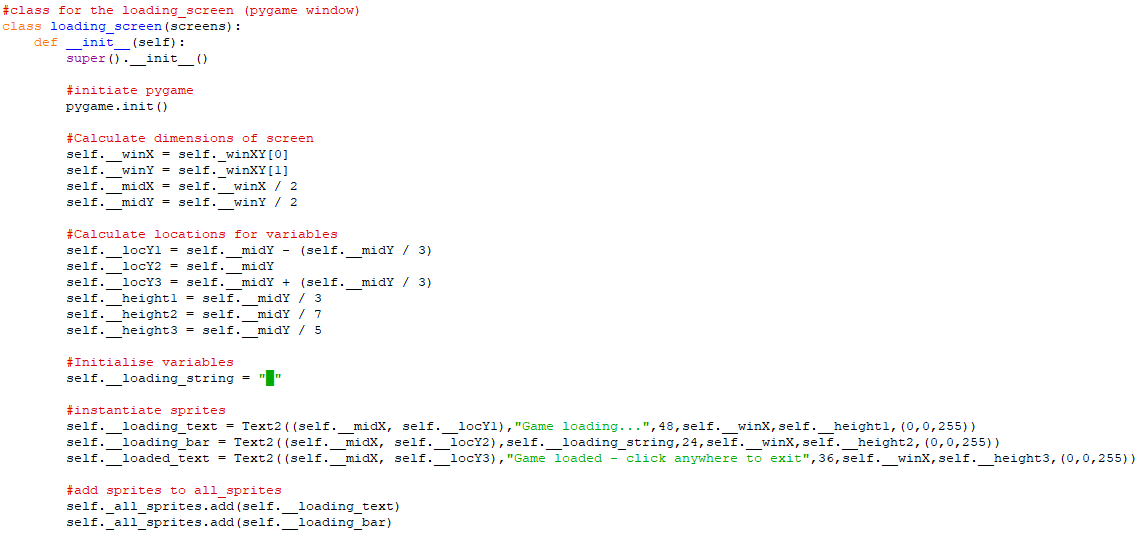 #class for the loading_screen (pygame window)
class loading_screen(screens):
    def __init__(self):
        super().__init__()

        #initiate pygame
        pygame.init()

        #Calculate dimensions of screen
        self.__winX = self._winXY[0]
        self.__winY = self._winXY[1]
        self.__midX = self.__winX / 2
        self.__midY = self.__winY / 2

        #Calculate locations for variables
        self.__locY1 = self.__midY - (self.__midY / 3)
        self.__locY2 = self.__midY
        self.__locY3 = self.__midY + (self.__midY / 3)
        self.__height1 = self.__midY / 3
        self.__height2 = self.__midY / 7
        self.__height3 = self.__midY / 5

        #Initialise variables
        self.__loading_string = "█"

        #instantiate sprites
        self.__loading_text = Text2((self.__midX, self.__locY1),"Game loading...",48,self.__winX,self.__height1,(0,0,255))
        self.__loading_bar = Text2((self.__midX, self.__locY2),self.__loading_string,24,self.__winX,self.__height2,(0,0,255))
        self.__loaded_text = Text2((self.__midX, self.__locY3),"Game loaded - click anywhere to exit",36,self.__winX,self.__height3,(0,0,255))

        #add sprites to all_sprites
        self._all_sprites.add(self.__loading_text)
        self._all_sprites.add(self.__loading_bar)